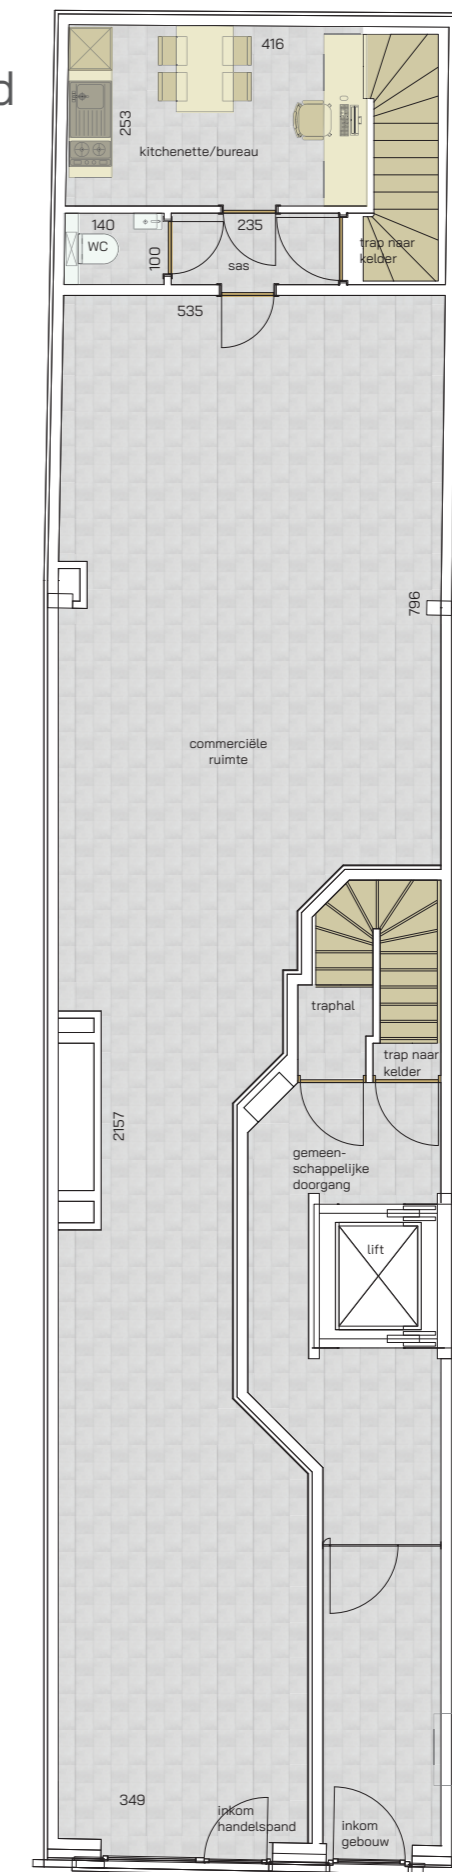 d
416
253
kitchenette/bureau
140
WC
100
235
sas
trap naar
kelder
535
796
commerciële
ruimte
traphal
trap naar
kelder
2157
gemeen-
schappelijke
doorgang
lift
349
inkom
handelspand
inkom
gebouw